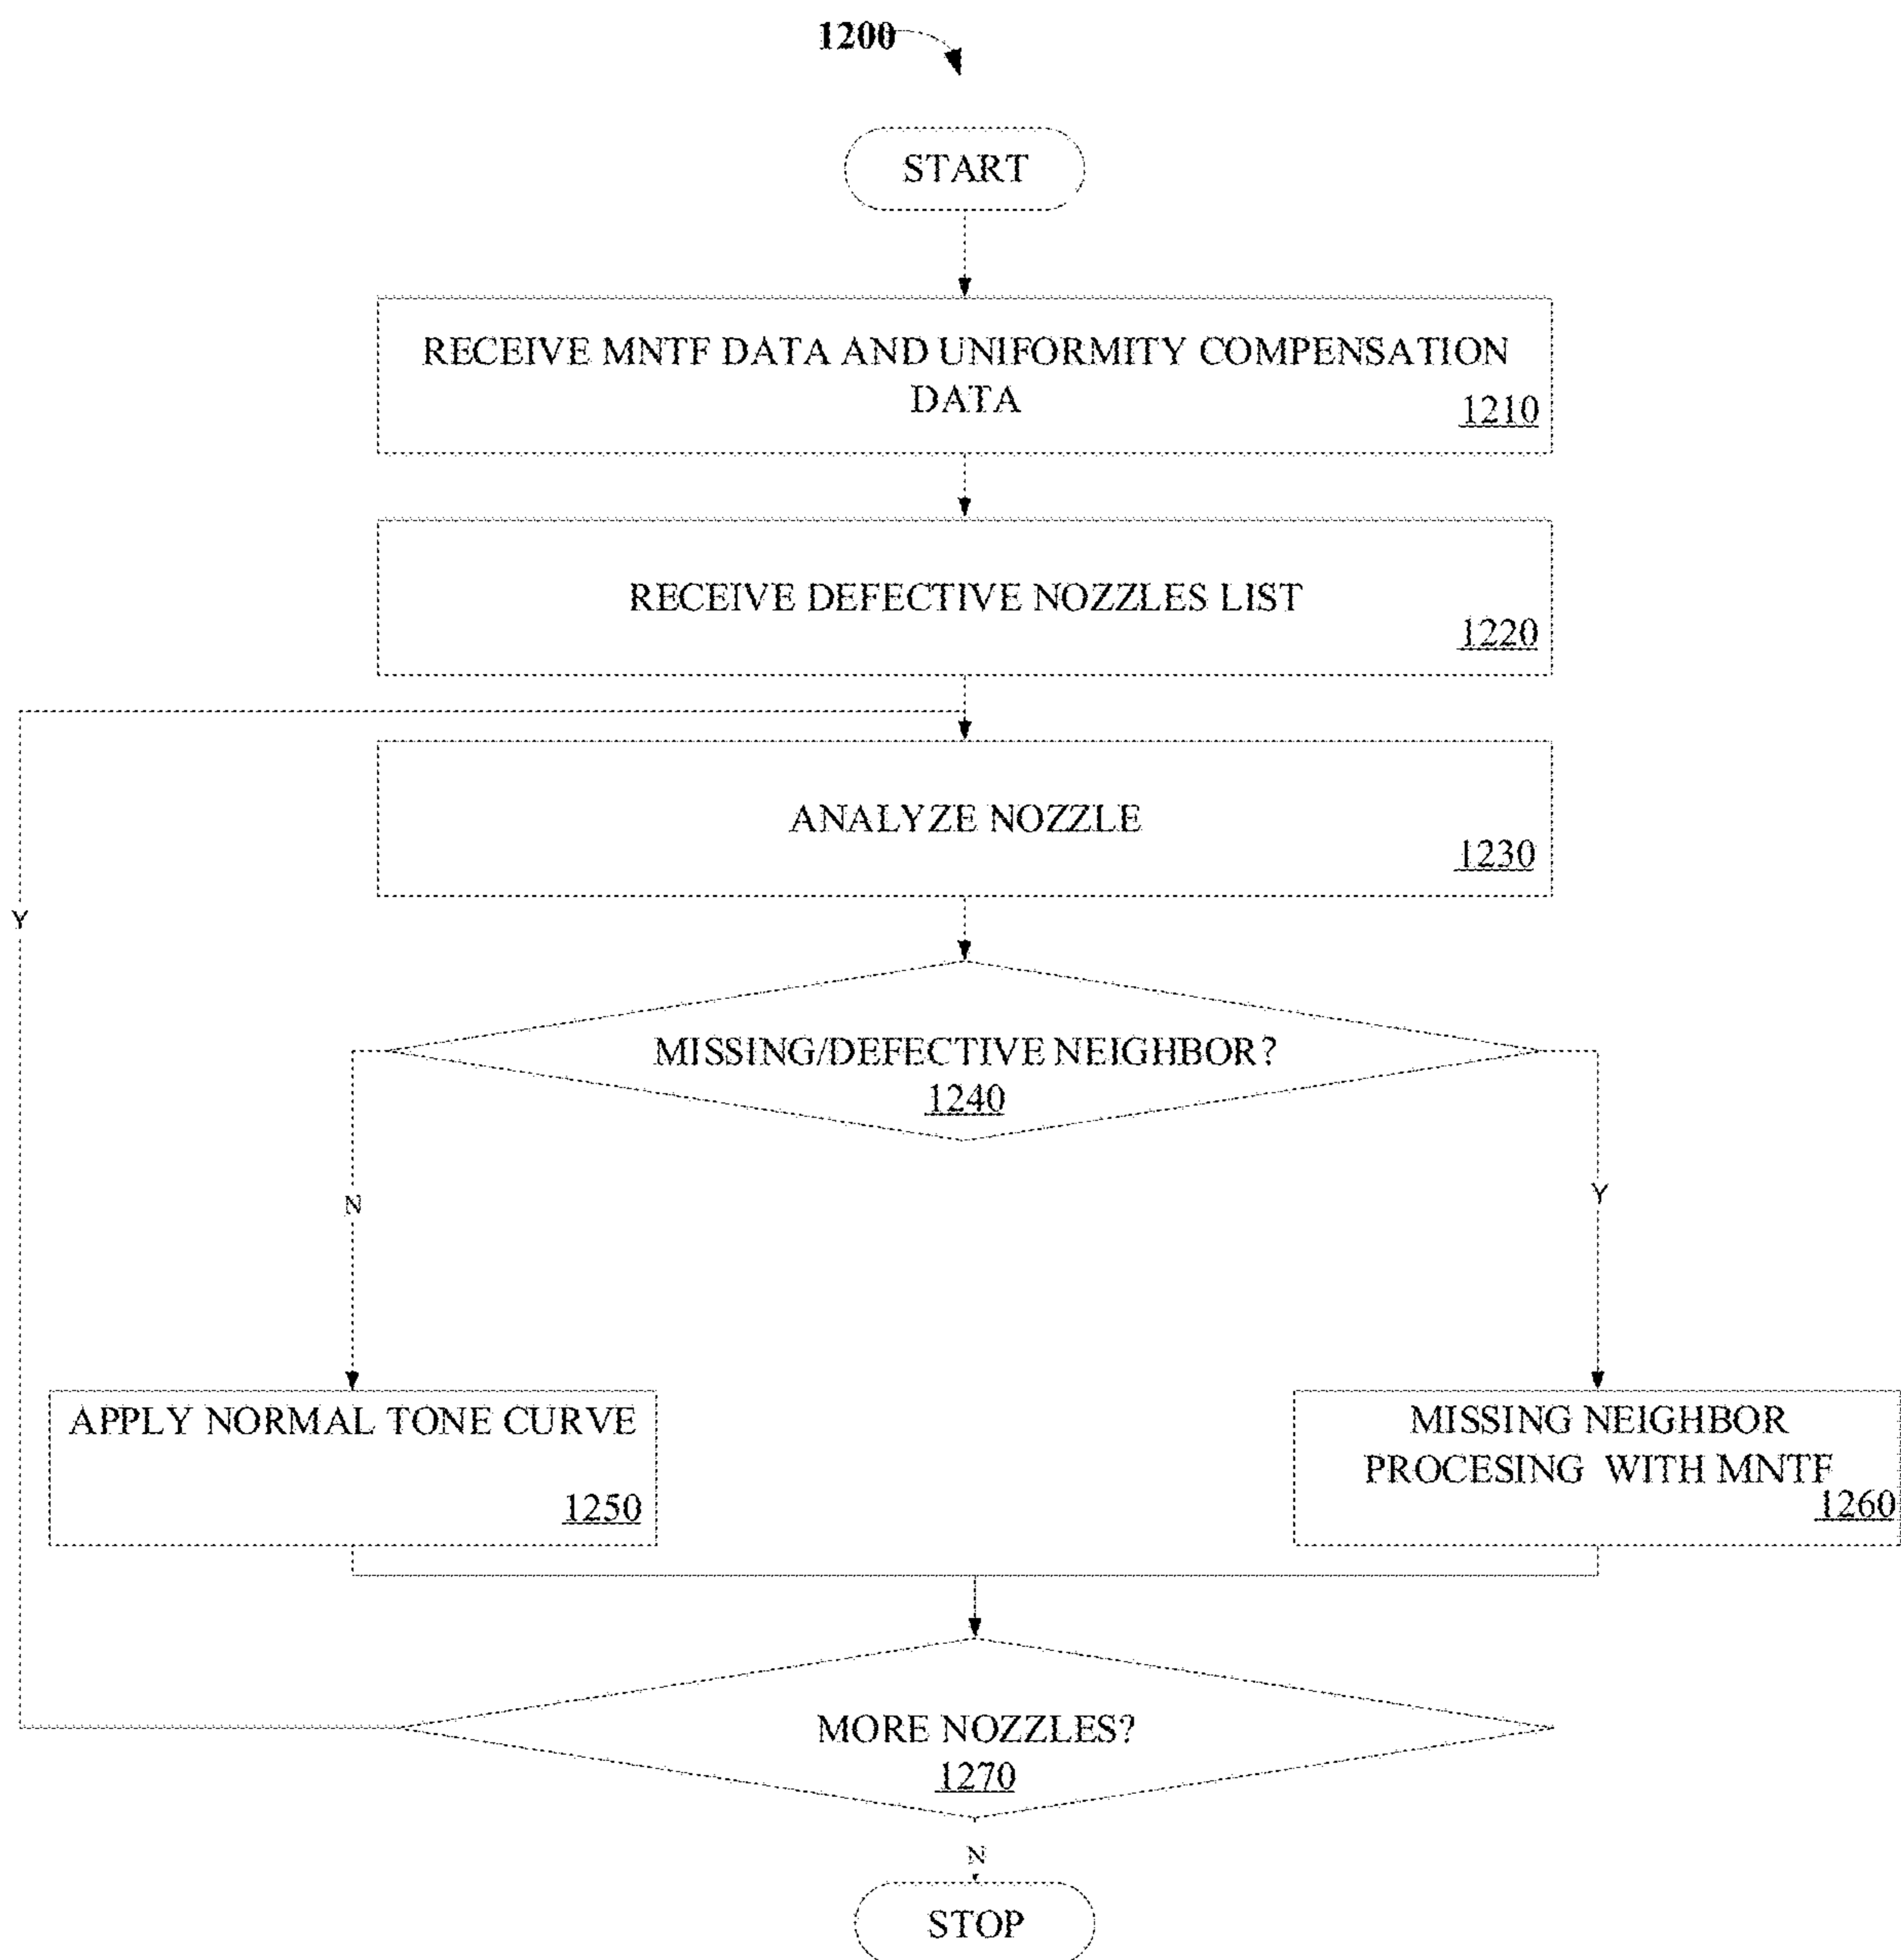 1200
START
RECEIVE MNTF DATA AND UNIFORMITY COMPENSATION
DATA
1210
RECEIVE DEFECTIVE NOZZLES LIST
1220
ANALYZE NOZZLE
1230
Y
MISSING/DEFECTIVE NEIGHBOR?
1240
N
Y
APPLY NORMAL TONE CURVE
1250
MISSING NEIGHBOR
PROCESING WITH MNTF
1260
MORE NOZZLES?
1270
N
STOP